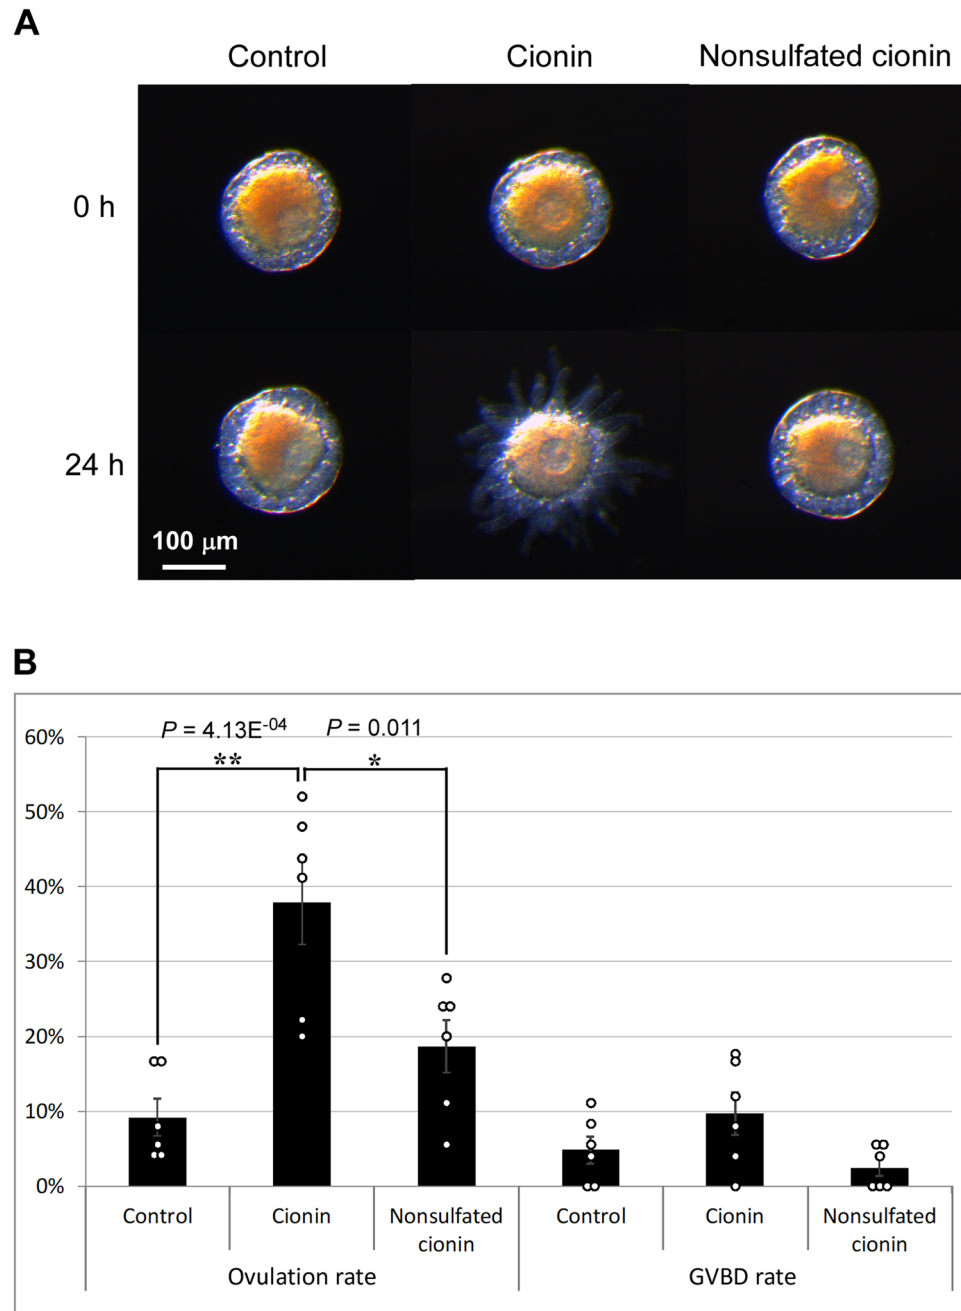 A
Control Cionin Nonsulfated cionin
0 h
24 h
100 μm
B
P = 4.13E-04 P = 0.011
** *
60%
50%
40%
30%
20%
10%
0%
Control Cionin Nonsulfated cionin Control Cionin Nonsulfated cionin
Ovulation rate GVBD rate